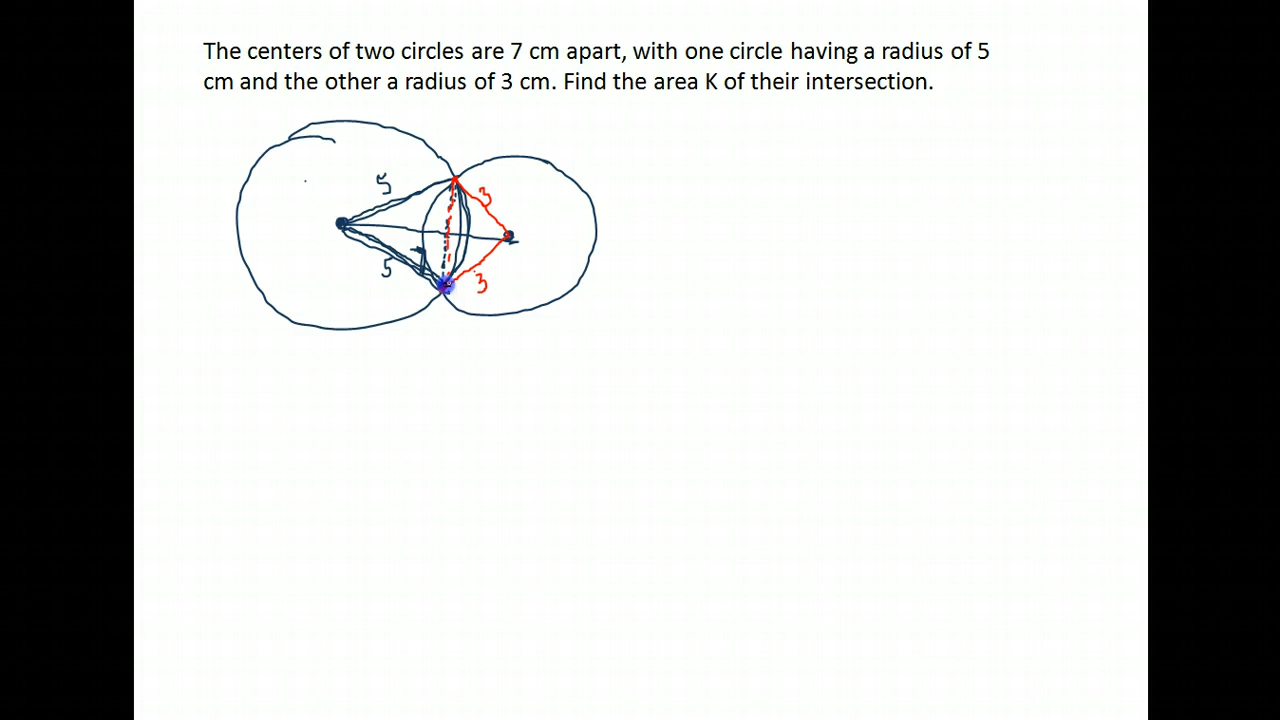 The centers of two circles are 7 cm apart, with one circle having a radius of 5
cm and the other a radius of 3 cm. Find the area K of their intersection.
5
3
5
3